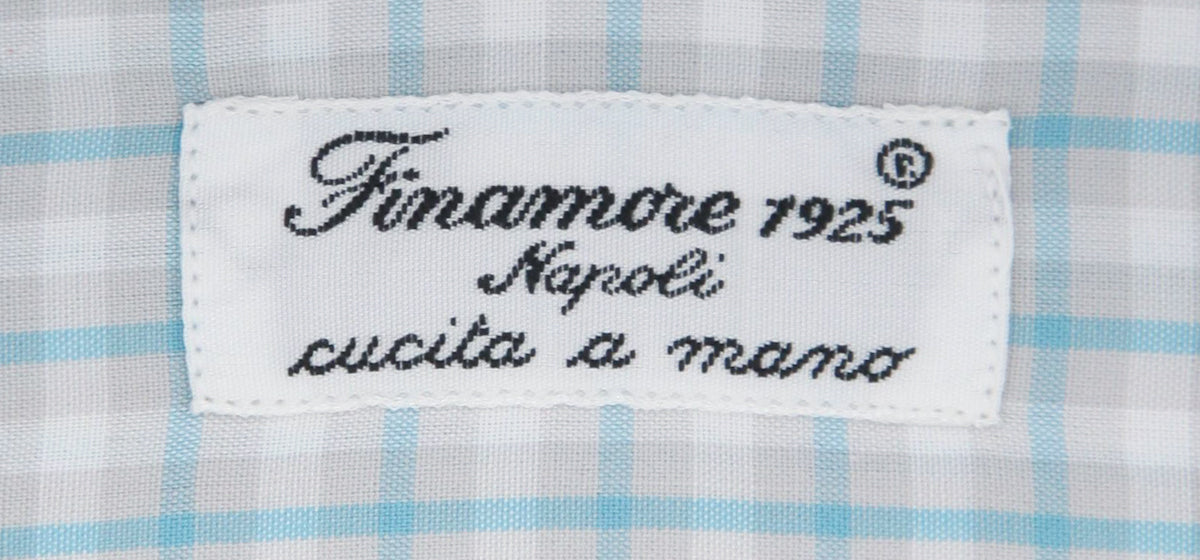 Finamore 1925 ®
Napoli
cucita a mano